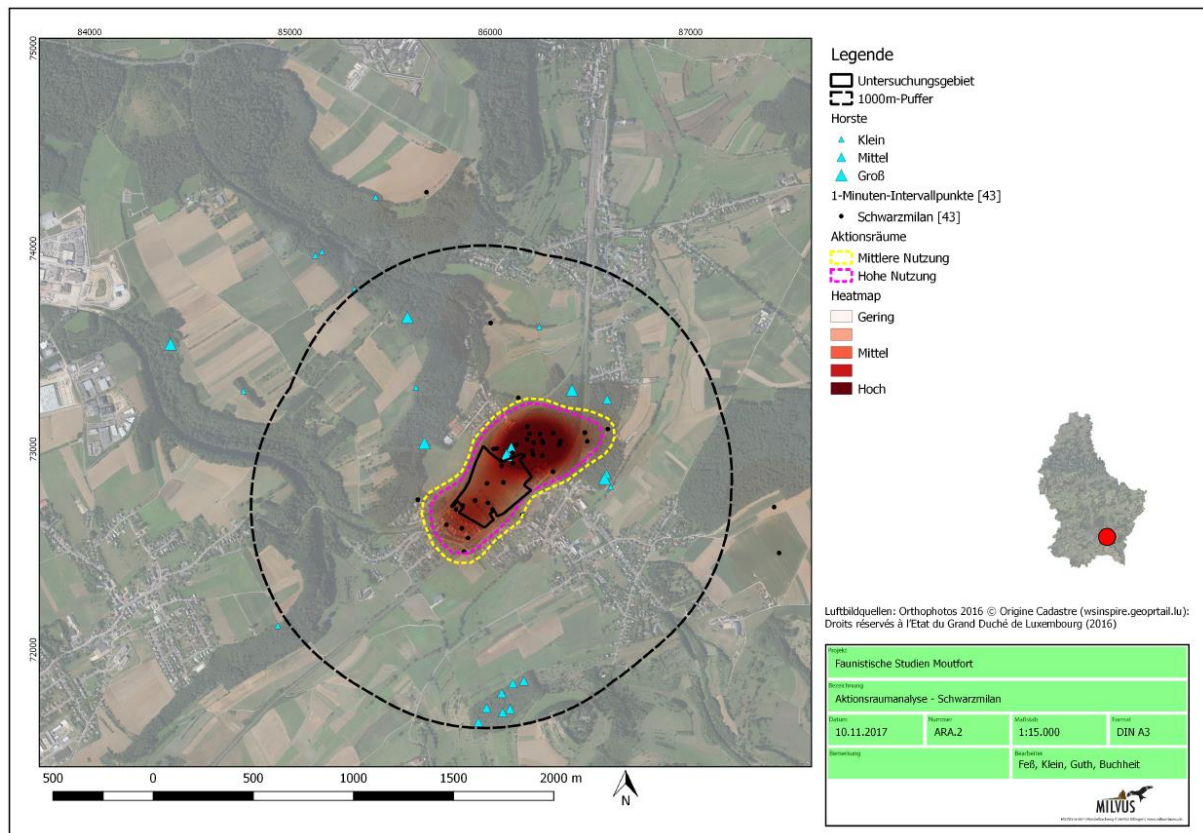 84000 85000 86000 87000
75000
74000
73000
72000
500 0 500 1000 1500 2000 m
N
Legende
Untersuchungsgebiet
1000m-Puffer
Horste
Klein
Mittel
Groß
1-Minuten-Intervallpunkte [43]
Schwarzmilan [43]
Aktionsräume
Mittlere Nutzung
Hohe Nutzung
Heatmap
Gering
Mittel
Hoch
Luftbildquellen: Orthophotos 2016 © Origine Cadastre (wsinspire.geoprtail.lu):
Droits réservés à l'Etat du Grand Duché de Luxembourg (2016)
Projekt
Faunistische Studien Moutfort
Bezeichnung
Aktionsraumanalyse - Schwarzmilan
Datum Nummer Maßstab Format
10.11.2017 ARA.2 1:15.000 DIN A3
Bemerkung Bearbeiter
Feß, Klein, Guth, Buchheit
MILVUS